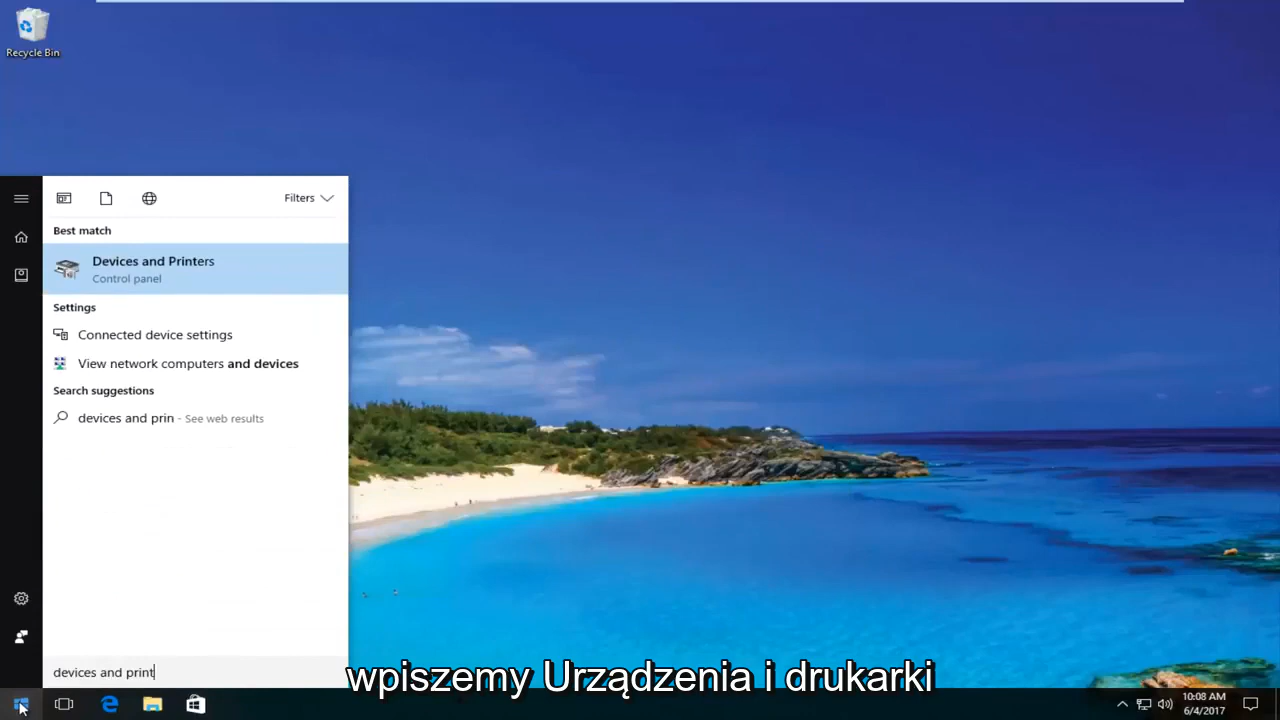 Recycle Bin
Filters
Best match
Devices and Printers
Control panel
Settings
Connected device settings
View network computers and devices
Search suggestions
devices and prin - See web results
devices and print
wpiszemy Urządzenia i drukarki
10:08 AM
6/4/2017